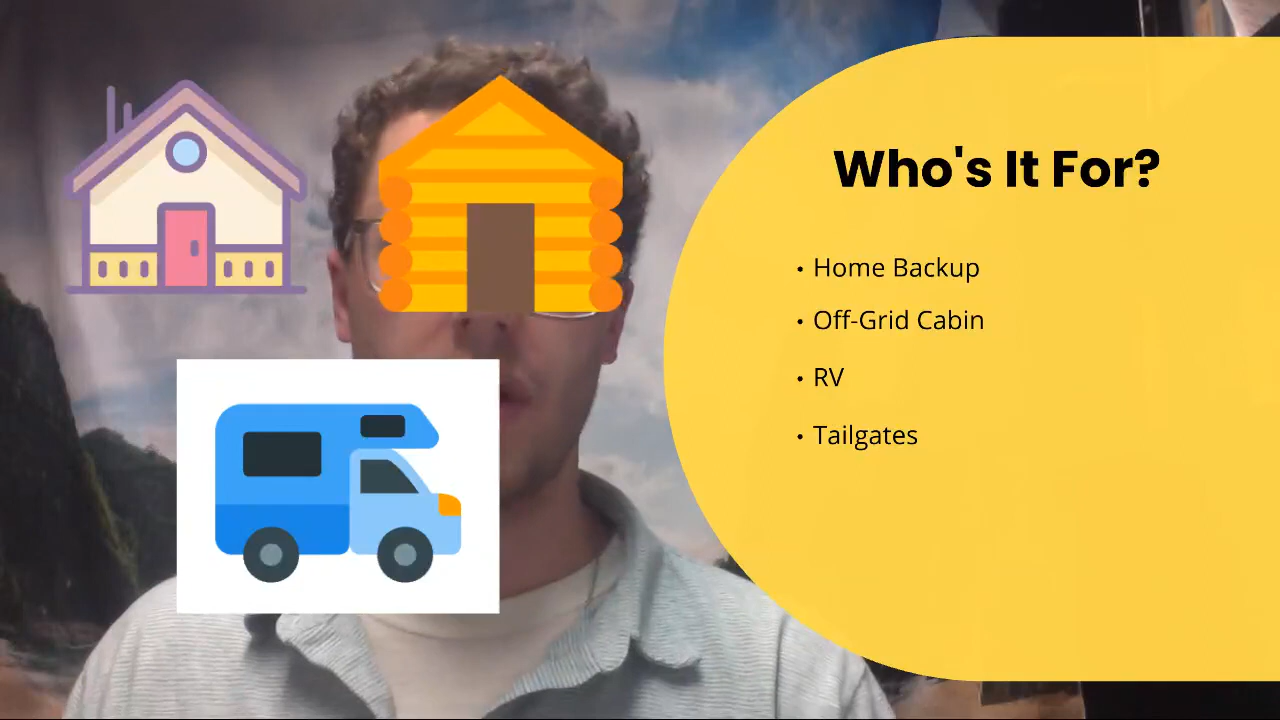 Who's It For?
• Home Backup
• Off-Grid Cabin
• RV
• Tailgates